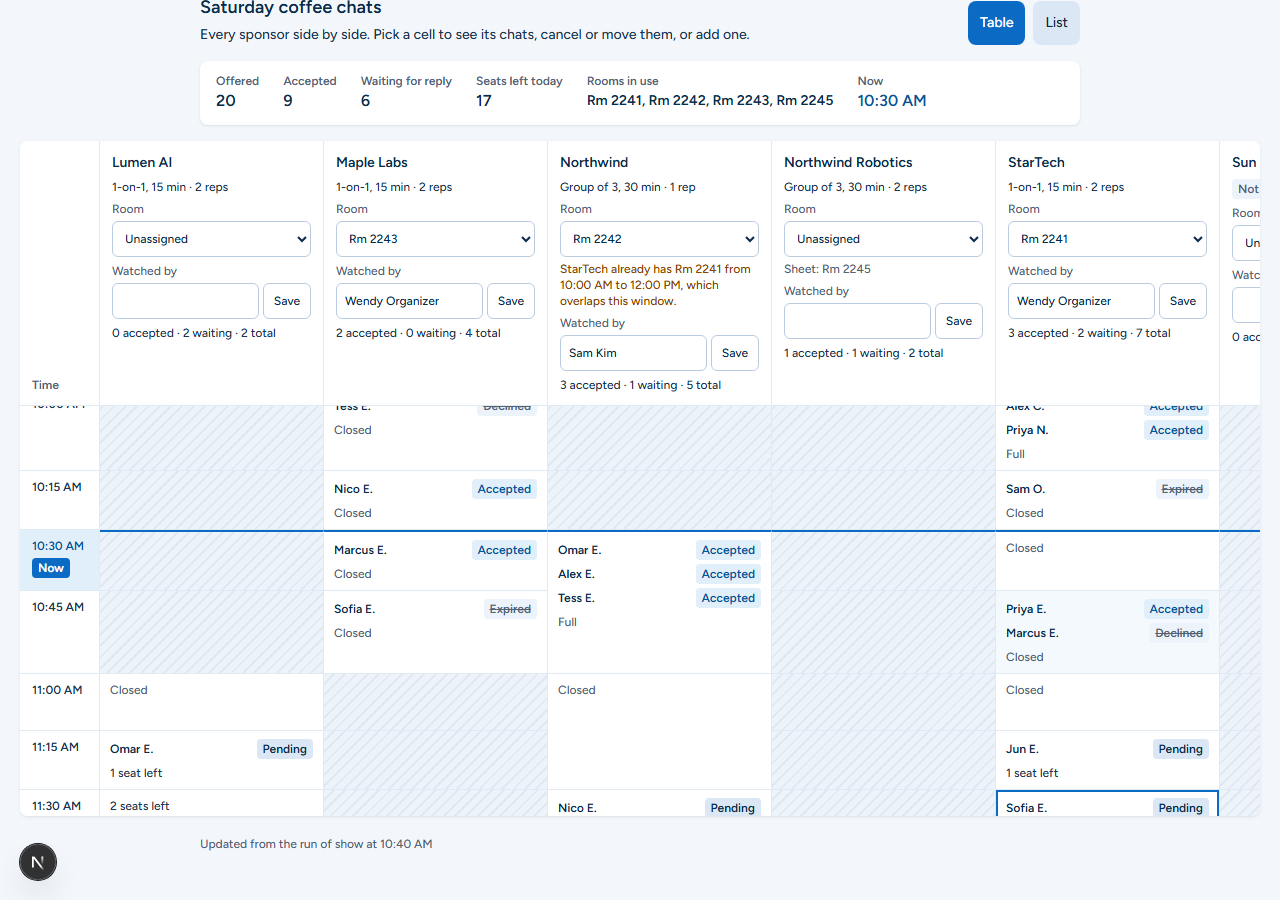 Saturday coffee chats
Every sponsor side by side. Pick a cell to see its chats, cancel or move them, or add one.
Table List
Offered Accepted Waiting for reply Seats left today Rooms in use Now
20 9 6 17 Rm 2241, Rm 2242, Rm 2243, Rm 2245 10:30 AM
Time
Lumen AI
1-on-1, 15 min · 2 reps
Room
Unassigned
Watched by
Save
0 accepted · 2 waiting · 2 total
Maple Labs
1-on-1, 15 min · 2 reps
Room
Rm 2243
Watched by
Wendy Organizer Save
2 accepted · 0 waiting · 4 total
Northwind
Group of 3, 30 min · 1 rep
Room
Rm 2242
StarTech already has Rm 2241 from
10:00 AM to 12:00 PM, which
overlaps this window.
Watched by
Sam Kim Save
3 accepted · 1 waiting · 5 total
Northwind Robotics
Group of 3, 30 min · 2 reps
Room
Unassigned
Sheet: Rm 2245
Watched by
Save
1 accepted · 1 waiting · 2 total
StarTech
1-on-1, 15 min · 2 reps
Room
Rm 2241
Watched by
Wendy Organizer Save
3 accepted · 2 waiting · 7 total
Sun
Not
Room
Un
Watc
0 acc
10:00 AM
Tess E. Declined
Closed
Alex C. Accepted
Priya N. Accepted
Full
10:15 AM
Nico E. Accepted
Closed
Sam O. Expired
Closed
10:30 AM
Now
Marcus E. Accepted
Closed
Omar E. Accepted
Alex E. Accepted
Tess E. Accepted
Full
Closed
10:45 AM
Sofia E. Expired
Closed
Priya E. Accepted
Marcus E. Declined
Closed
11:00 AM
Closed
Closed
Closed
11:15 AM
Omar E. Pending
1 seat left
Jun E. Pending
1 seat left
11:30 AM
2 seats left
Nico E. Pending
Sofia E. Pending
Updated from the run of show at 10:40 AM
N